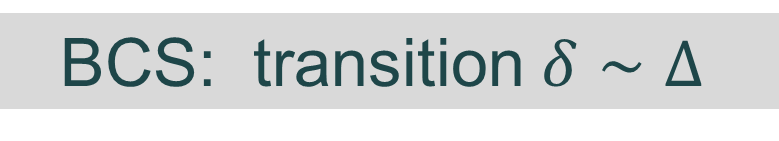 BCS: transition 𝛿 ~ Δ